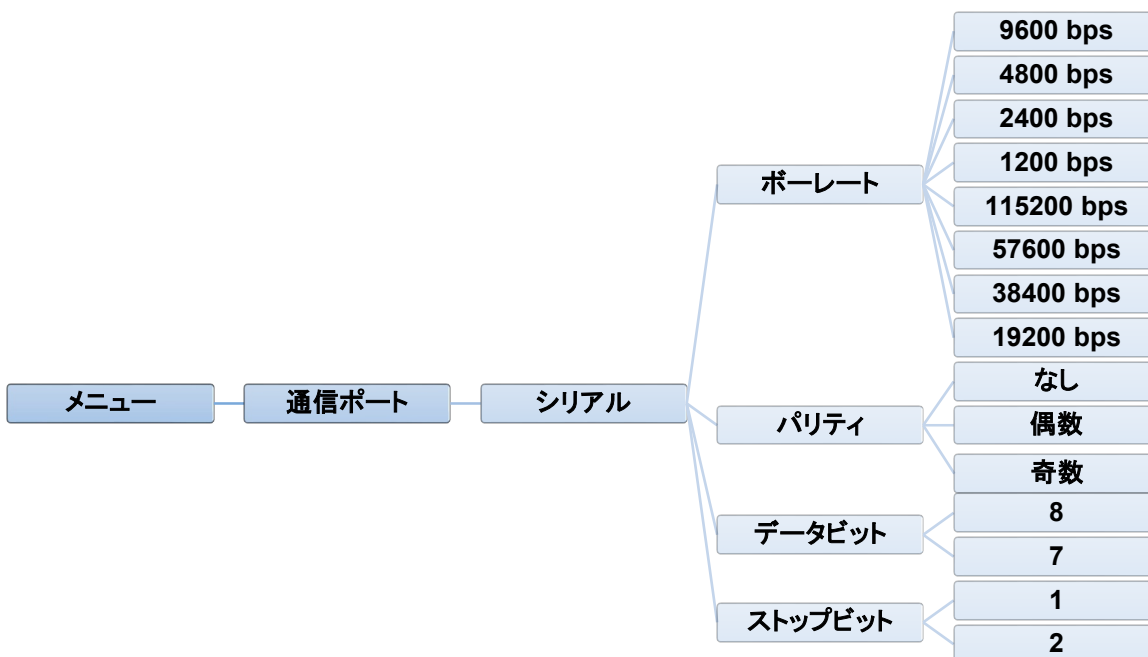 メニュー
通信ポート
シリアル
ボーレート
9600 bps
4800 bps
2400 bps
1200 bps
115200 bps
57600 bps
38400 bps
19200 bps
パリティ
なし
偶数
奇数
データビット
8
7
ストップビット
1
2